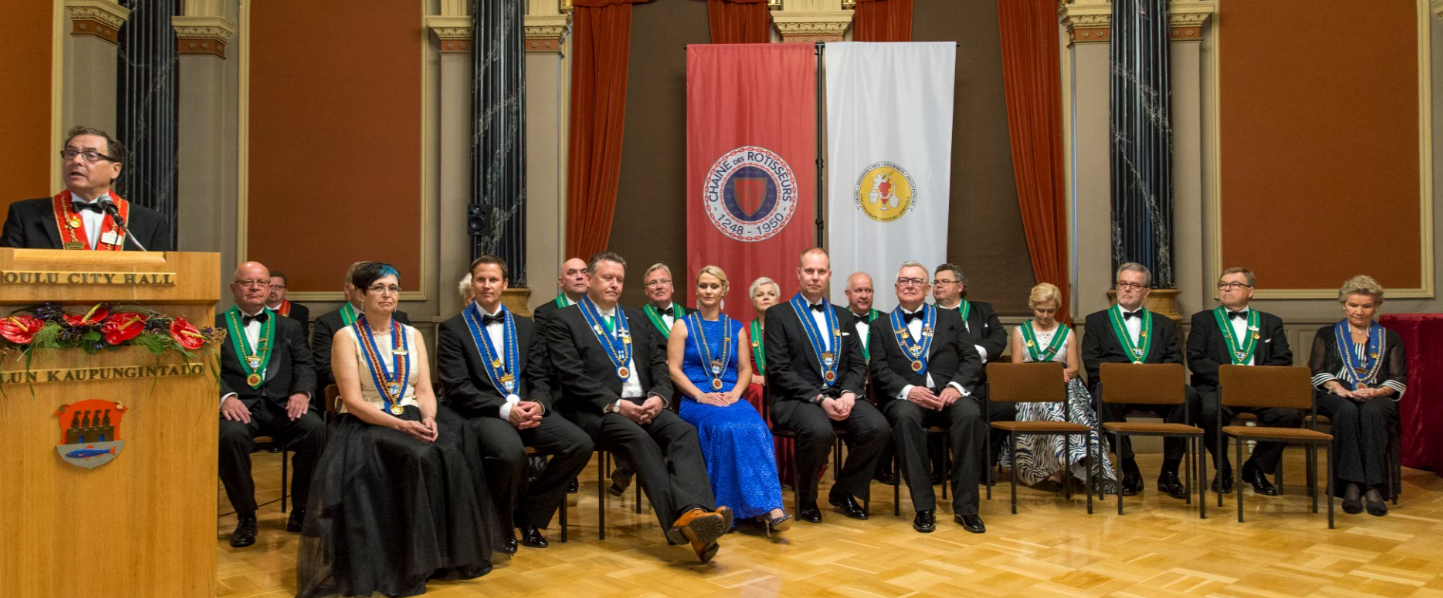 CHAINE DES ROTISSEURS
1248 - 1950
OULU CITY HALL
LUN KAUPUNGINTALO